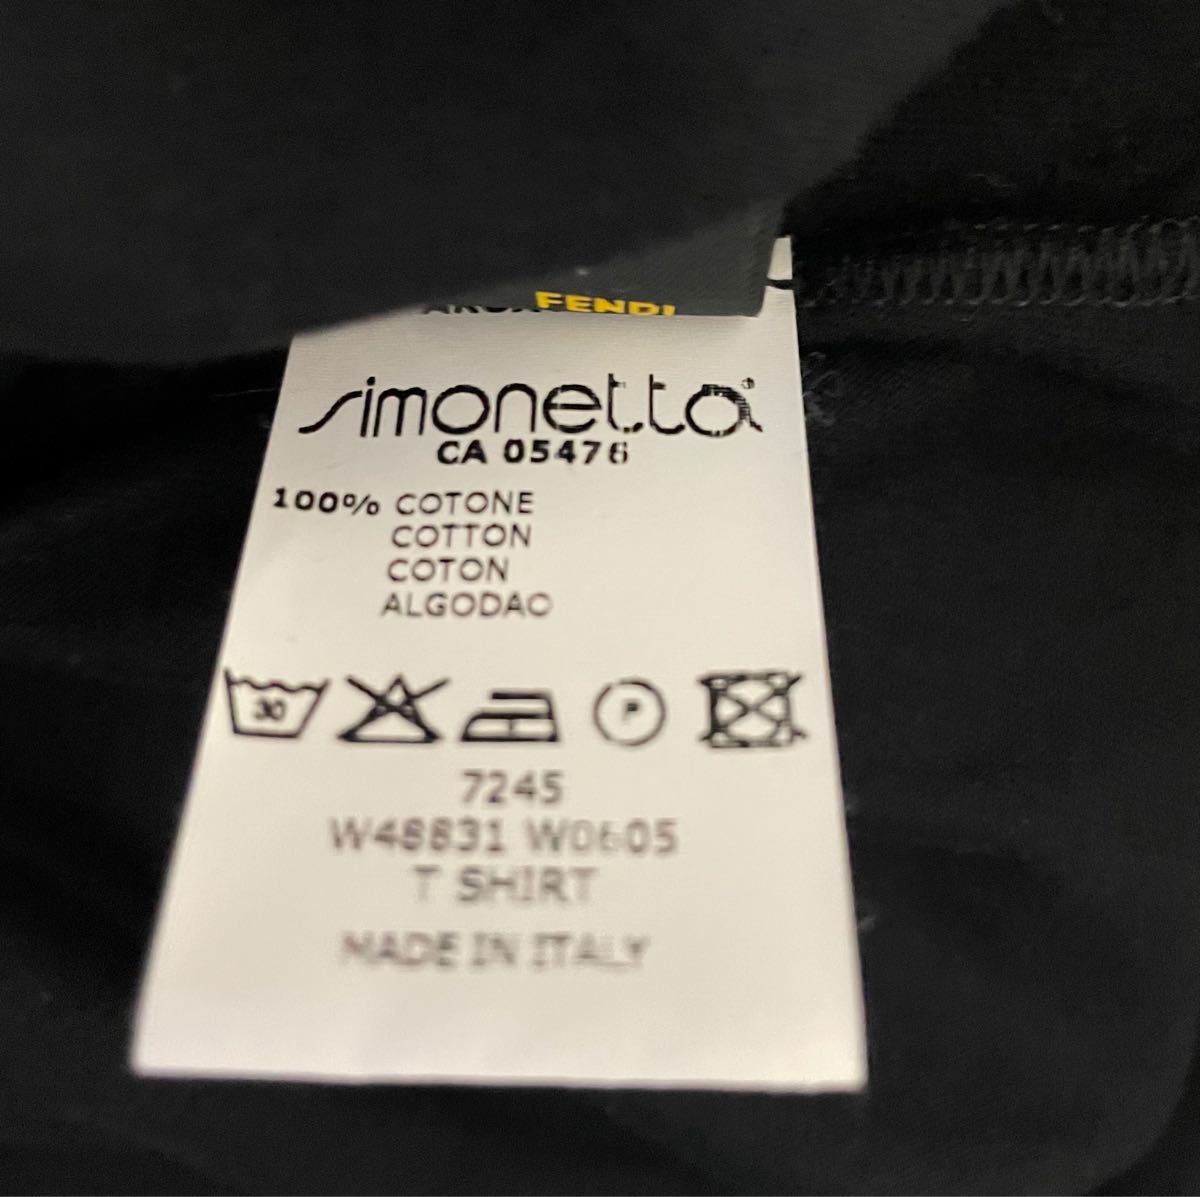 FENDI
simonetta
CA 05476
100% COTONE
COTTON
COTON
ALGODAO
30
P
7245
W48831 W0605
T SHIRT
MADE IN ITALY